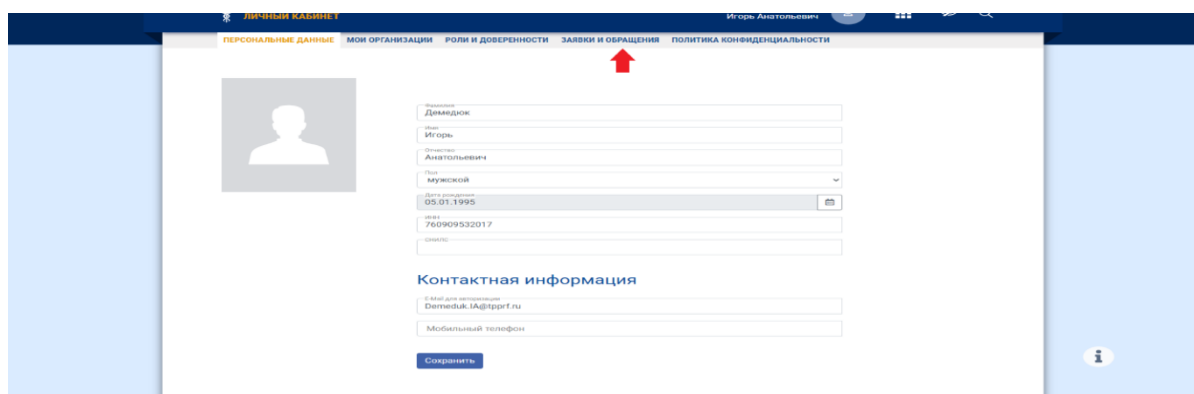 ЛИЧНЫЙ КАБИНЕТ
Игорь Анатольевич
ПЕРСОНАЛЬНЫЕ ДАННЫЕ МОИ ОРГАНИЗАЦИИ РОЛИ И ДОВЕРЕННОСТИ ЗАЯВКИ И ОБРАЩЕНИЯ ПОЛИТИКА КОНФИДЕНЦИАЛЬНОСТИ
Фамилия
Демедюк
Имя
Игорь
Отчество
Анатольевич
Пол
мужской
Дата рождения
05.01.1995
ИНН
760909532017
СНИЛС
Контактная информация
E-Mail для авторизации
Demeduk.IA@tpprf.ru
Мобильный телефон
Сохранить
i